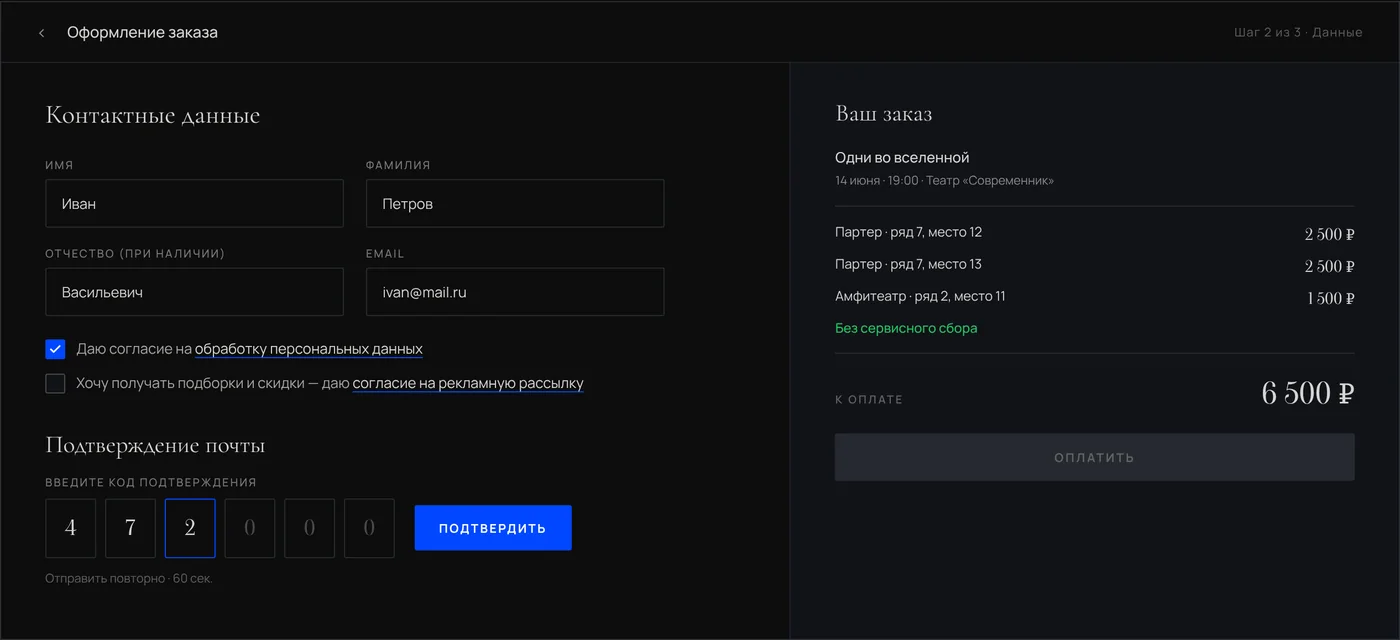 Оформление заказа
Шаг 2 из 3 · Данные
Контактные данные
ИМЯ
ФАМИЛИЯ
Иван
Петров
ОТЧЕСТВО (ПРИ НАЛИЧИИ)
EMAIL
Васильевич
ivan@mail.ru
Даю согласие на обработку персональных данных
Хочу получать подборки и скидки — даю согласие на рекламную рассылку
Подтверждение почты
ВВЕДИТЕ КОД ПОДТВЕРЖДЕНИЯ
4 7 2 0 0 0
ПОДТВЕРДИТЬ
Отправить повторно · 60 сек.
Ваш заказ
Одни во вселенной
14 июня · 19:00 · Театр «Современник»
Партер · ряд 7, место 12 2 500 ₽
Партер · ряд 7, место 13 2 500 ₽
Амфитеатр · ряд 2, место 11 1 500 ₽
Без сервисного сбора
К ОПЛАТЕ 6 500 ₽
ОПЛАТИТЬ